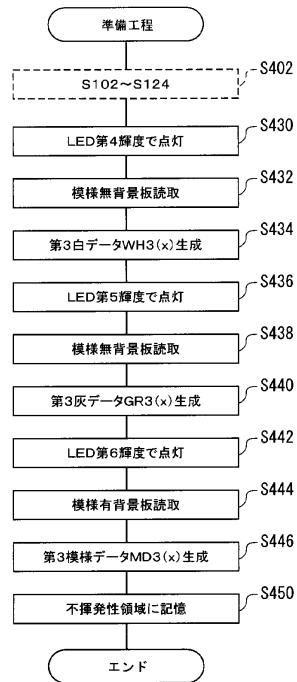 準備工程
S102～S124
S402
LED第4輝度で点灯
S430
模様無背景板読取
S432
第3白データWH3(x)生成
S434
LED第5輝度で点灯
S436
模様無背景板読取
S438
第3灰データGR3(x)生成
S440
LED第6輝度で点灯
S442
模様有背景板読取
S444
第3模様データMD3(x)生成
S446
不揮発性領域に記憶
S450
エンド